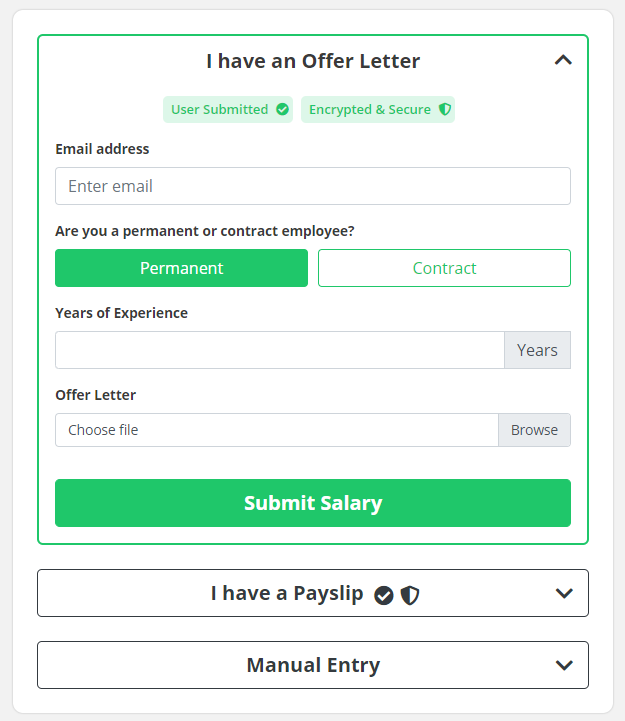 I have an Offer Letter
User Submitted
Encrypted & Secure
Email address
Enter email
Are you a permanent or contract employee?
Permanent
Contract
Years of Experience
Years
Offer Letter
Choose file
Browse
Submit Salary
I have a Payslip
Manual Entry